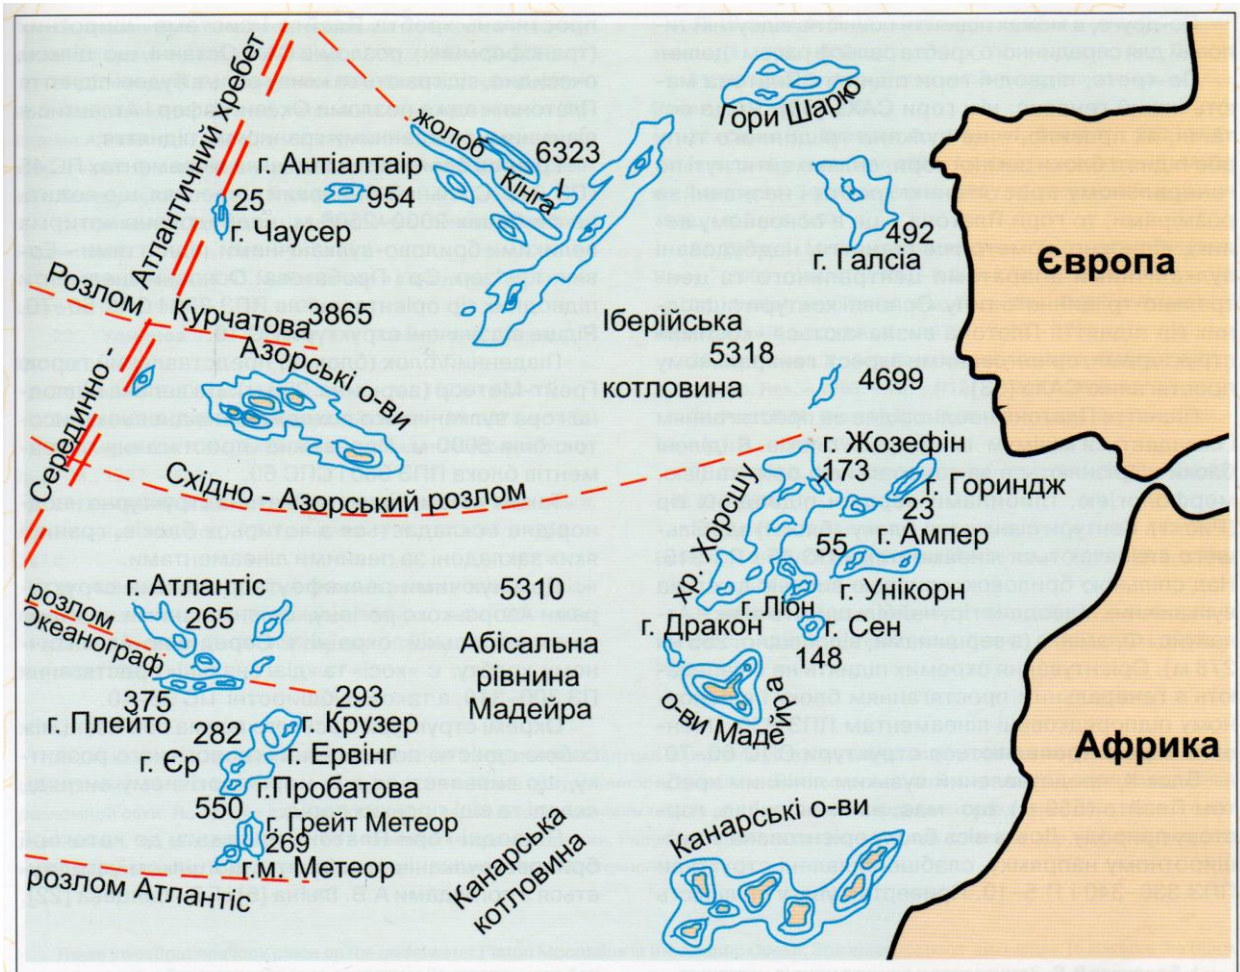 Серединно-
Атлантичний хребет
жолоб
Кінга
6323
Гори Шарко
г. Антіалтаір
954
25
г. Чаусер
492
г. Галсіа
Європа
Розлом
Курчатова
3865
Азорські о-ви
Іберійська
5318
котловина
4699
Східно - Азорський розлом
г. Жозефін
173
г. Гориндж
23
хр. Хорсшу
г. Ампер
55
г. Атлантіс
265
5310
г. Унікорн
г. Ліон
розлом
Океанограф
г. Дракон
г. Сен
148
Абісальна
рівнина
Мадейра
375
г. Плейто
293
г. Крузер
282
г. Єр
г. Ервінг
о-ви Мадейра
Африка
г. Пробатова
550
г. Грейт Метеор
269
г.м. Метеор
Канарські о-ви
Канарська
котловина
розлом Атлантіс